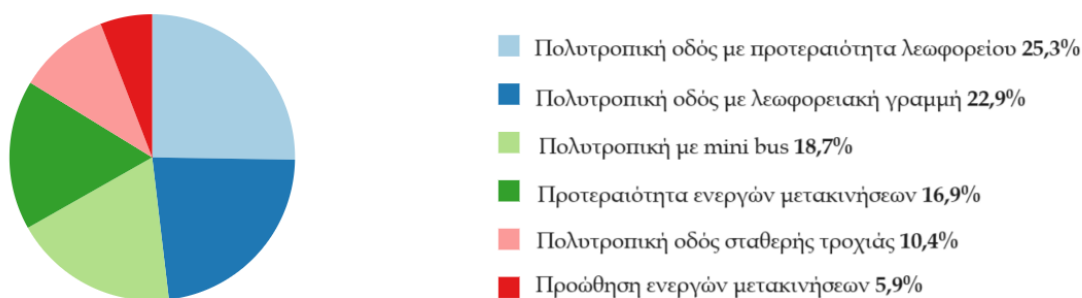 Πολυτροπική οδός με προτεραιότητα λεωφορείου 25,3%
Πολυτροπική οδός με λεωφορειακή γραμμή 22,9%
Πολυτροπική με mini bus 18,7%
Προτεραιότητα ενεργών μετακινήσεων 16,9%
Πολυτροπική οδός σταθερής τροχιάς 10,4%
Προώθηση ενεργών μετακινήσεων 5,9%